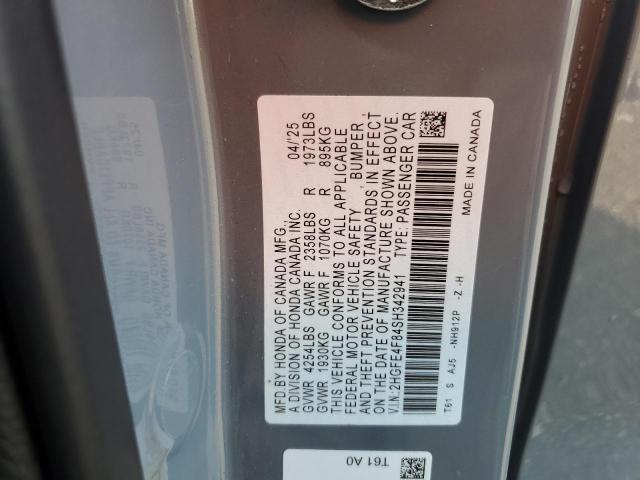 MFD.BY HONDA OF CANADA MFG., 04/'25
A DIVISION OF HONDA CANADA INC.
GVWR 4254LBS GAWR F 2358LBS R 1973LBS
GVWR 1930KG GAWR F 1070KG R 895KG
THIS VEHICLE CONFORMS TO ALL APPLICABLE
FEDERAL MOTOR VEHICLE SAFETY, BUMPER,
AND THEFT PREVENTION STANDARDS IN EFFECT
ON THE DATE OF MANUFACTURE SHOWN ABOVE.
V.I.N.:2HGFE4F84SH342941 TYPE: PASSENGER CAR
T61 S AJ5 -NH912P -Z -H
MADE IN CANADA
T61 A0